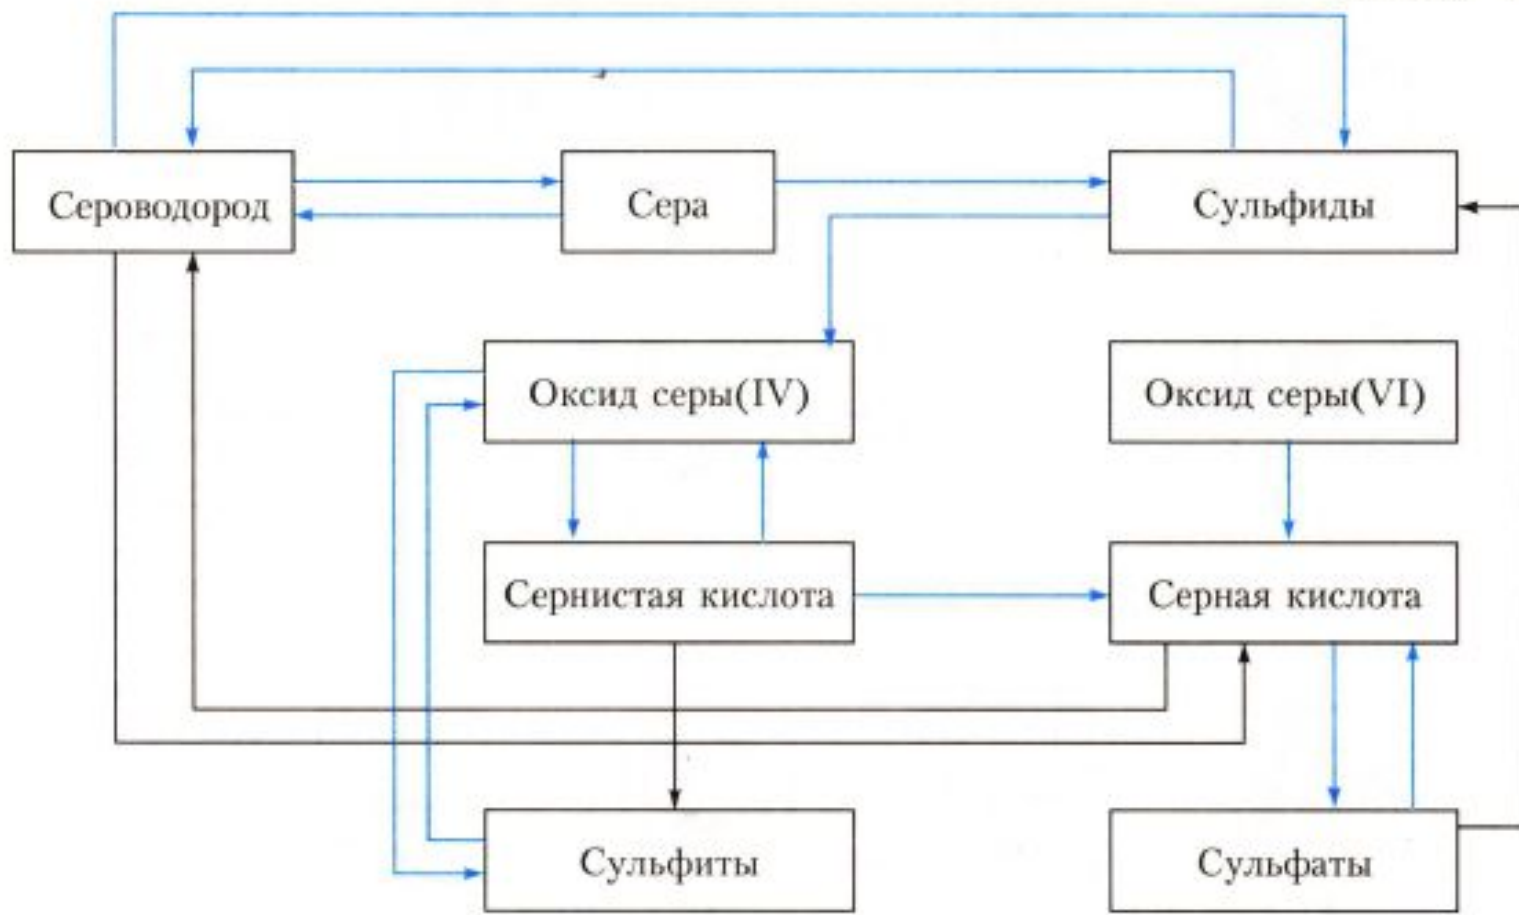 Сероводород
Сера
Сульфиды
Оксид серы(IV)
Оксид серы(VI)
Сернистая кислота
Серная кислота
Сульфиты
Сульфаты